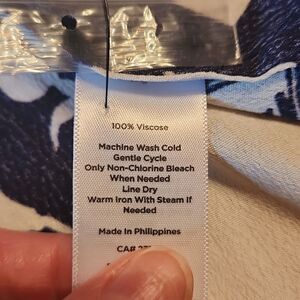 100% Viscose
Machine Wash Cold
Gentle Cycle
Only Non-Chlorine Bleach
When Needed
Line Dry
Warm Iron With Steam If
Needed
Made In Philippines
CA#